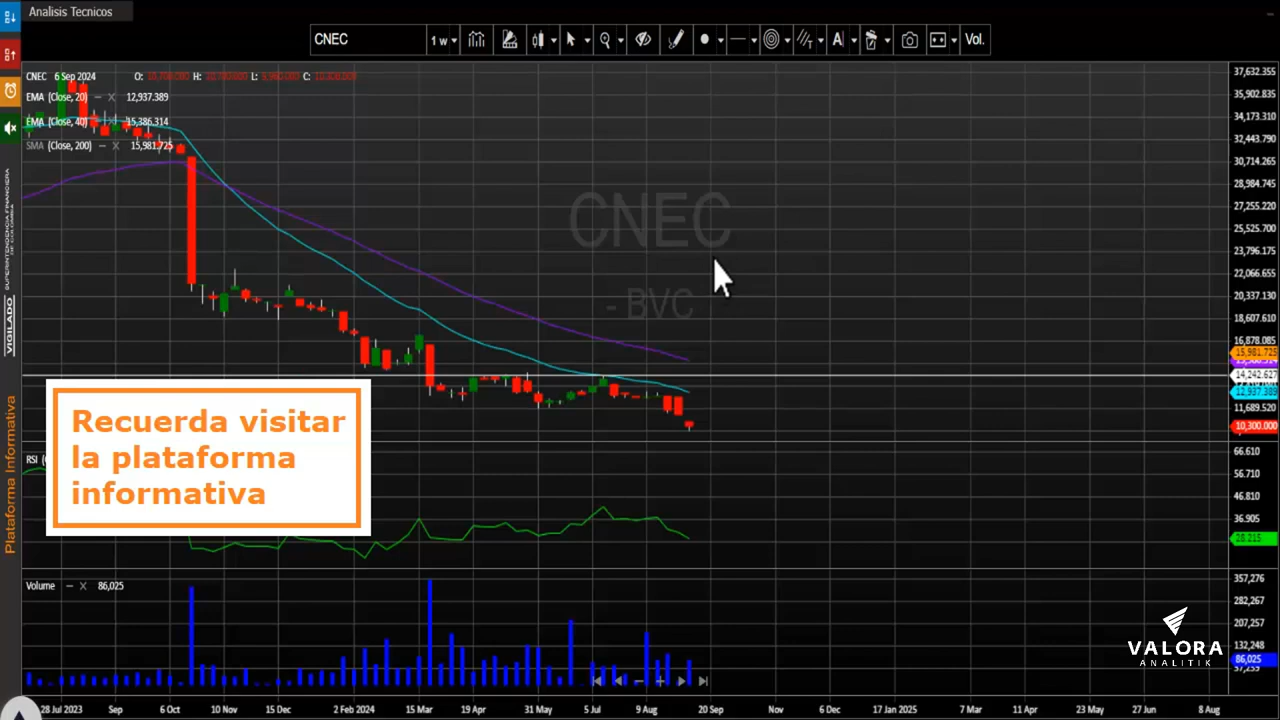 Analisis Tecnicos
CNEC
1 w
A
Vol.
CNEC 6 Sep 2024 O: H: L: C:
EMA (Close, 20) – X 12,937.389
EMA (Close, 40) X 15,386.314
SMA (Close, 200) – X 15,981.725
CNEC
- BVC
37,632.355
35,902.835
34,173.310
32,443.790
30,714.265
28,984.745
27,255.220
25,525.700
23,796.175
22,066.655
20,337.130
18,607.610
16,878.085
15,981.725
14,242.627
12,937.389
11,689.520
10,300.000
Recuerda visitar
la plataforma
informativa
RSI
66.610
56.710
46.810
36.905
28.215
Volume – X 86,025
357,276
282,267
207,257
132,248
86,025
VALORA
ANALITIK
28 Jul 2023 Sep 6 Oct 10 Nov 15 Dec 2 Feb 2024 15 Mar 19 Apr 31 May 5 Jul 9 Aug 20 Sep Nov 6 Dec 17 Jan 2025 7 Mar 11 Apr 23 May 27 Jun 8 Aug
VIGILADO
SUPERINTENDENCIA FINANCIERA
DE COLOMBIA
Plataforma Informativa